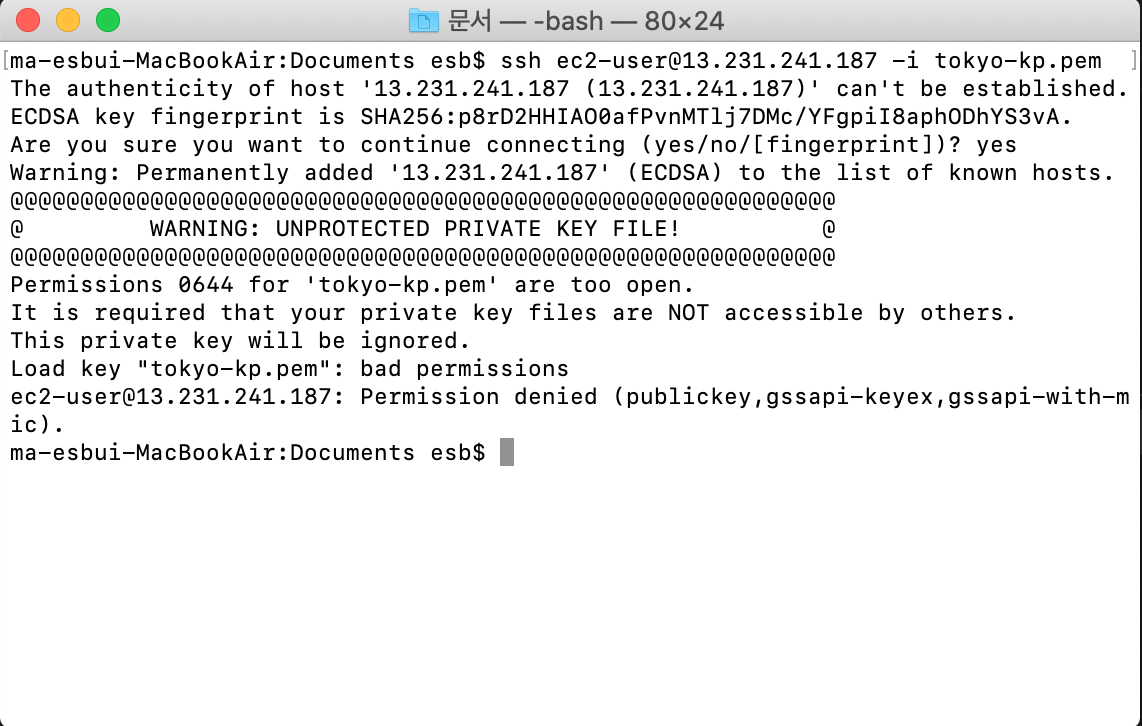 문서 — -bash — 80×24
ma-esbui-MacBookAir:Documents esb$ ssh ec2-user@13.231.241.187 -i tokyo-kp.pem
The authenticity of host '13.231.241.187 (13.231.241.187)' can't be established.
ECDSA key fingerprint is SHA256:p8rD2HHIAO0afPvnMTlj7DMc/YFgpiI8aphODhYS3vA.
Are you sure you want to continue connecting (yes/no/[fingerprint])? yes
Warning: Permanently added '13.231.241.187' (ECDSA) to the list of known hosts.
@@@@@@@@@@@@@@@@@@@@@@@@@@@@@@@@@@@@@@@@@@@@@@@@@@@@@@@@@@@
@         WARNING: UNPROTECTED PRIVATE KEY FILE!          @
@@@@@@@@@@@@@@@@@@@@@@@@@@@@@@@@@@@@@@@@@@@@@@@@@@@@@@@@@@@
Permissions 0644 for 'tokyo-kp.pem' are too open.
It is required that your private key files are NOT accessible by others.
This private key will be ignored.
Load key "tokyo-kp.pem": bad permissions
ec2-user@13.231.241.187: Permission denied (publickey,gssapi-keyex,gssapi-with-m
ic).
ma-esbui-MacBookAir:Documents esb$